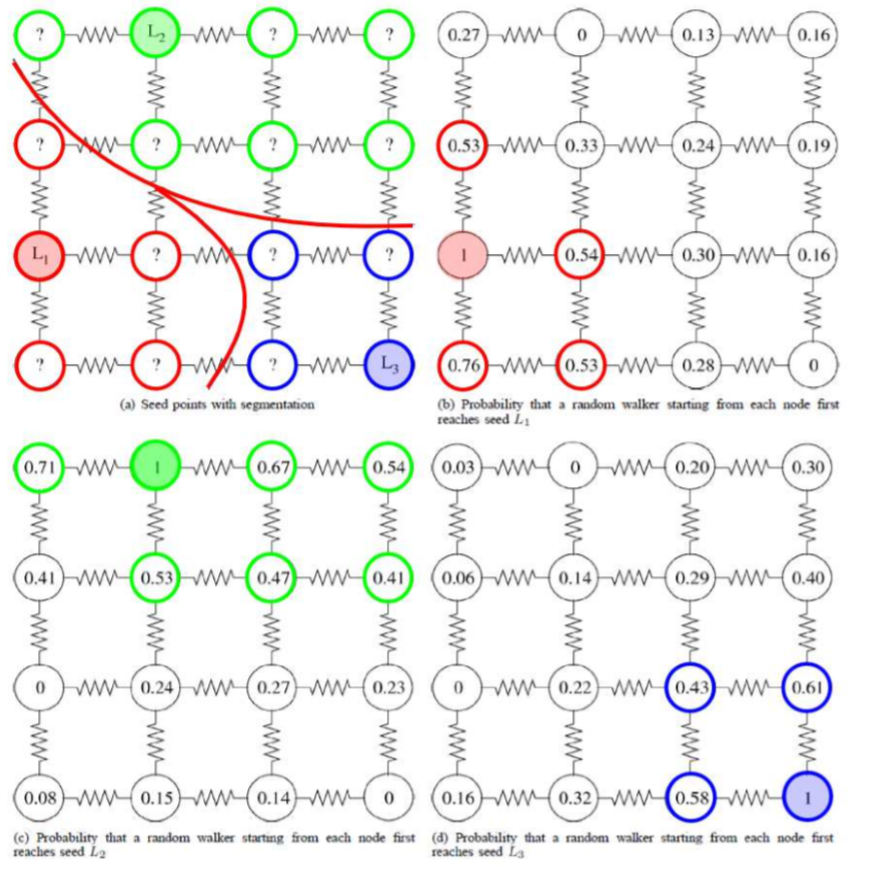 ? L₂ ? ?
? ? ? ?
L₁ ? ? ?
? ? ? L₃
(a) Seed points with segmentation
0.27 0 0.13 0.16
0.53 0.33 0.24 0.19
1 0.54 0.30 0.16
0.76 0.53 0.28 0
(b) Probability that a random walker starting from each node first
reaches seed L₁
0.71 1 0.67 0.54
0.41 0.53 0.47 0.41
0 0.24 0.27 0.23
0.08 0.15 0.14 0
(c) Probability that a random walker starting from each node first
reaches seed L₂
0.03 0 0.20 0.30
0.06 0.14 0.29 0.40
0 0.22 0.43 0.61
0.16 0.32 0.58 1
(d) Probability that a random walker starting from each node first
reaches seed L₃